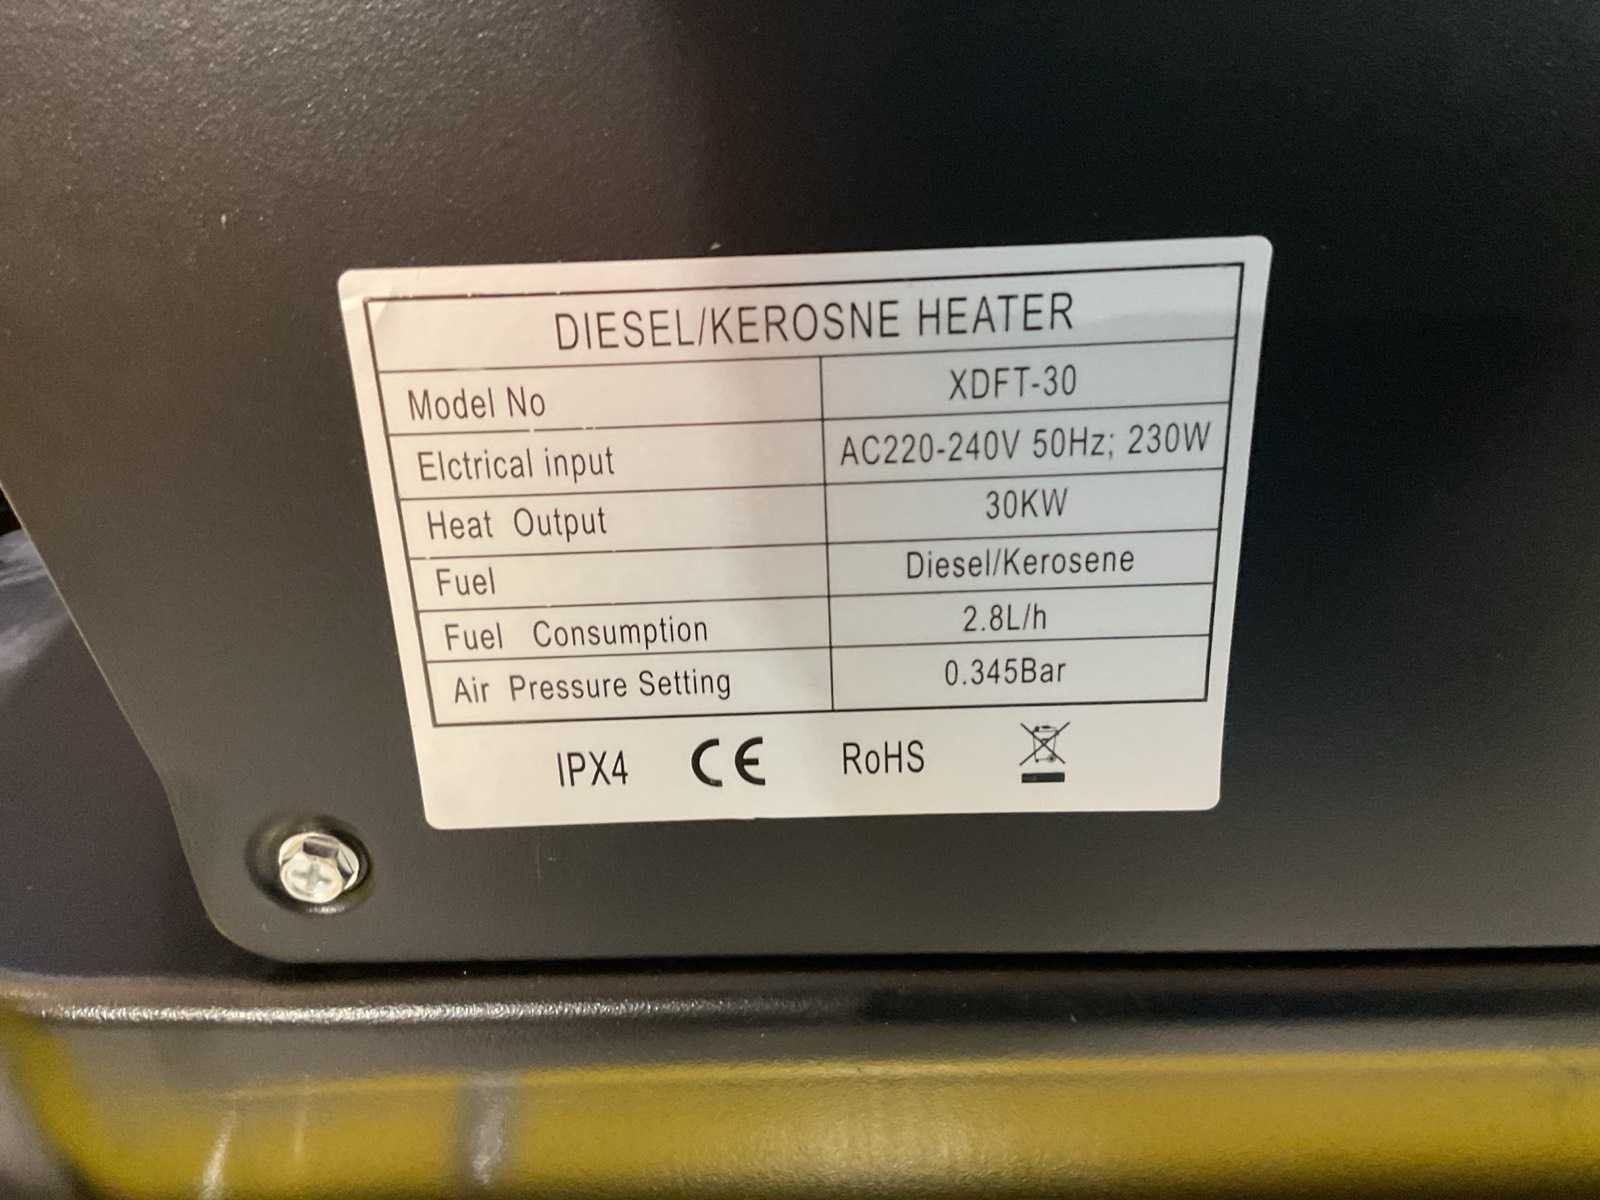 DIESEL/KEROSNE HEATER
Model No XDFT-30
Elctrical input AC220-240V 50Hz; 230W
Heat Output 30KW
Fuel Diesel/Kerosene
Fuel Consumption 2.8L/h
Air Pressure Setting 0.345Bar
IPX4 CE RoHS